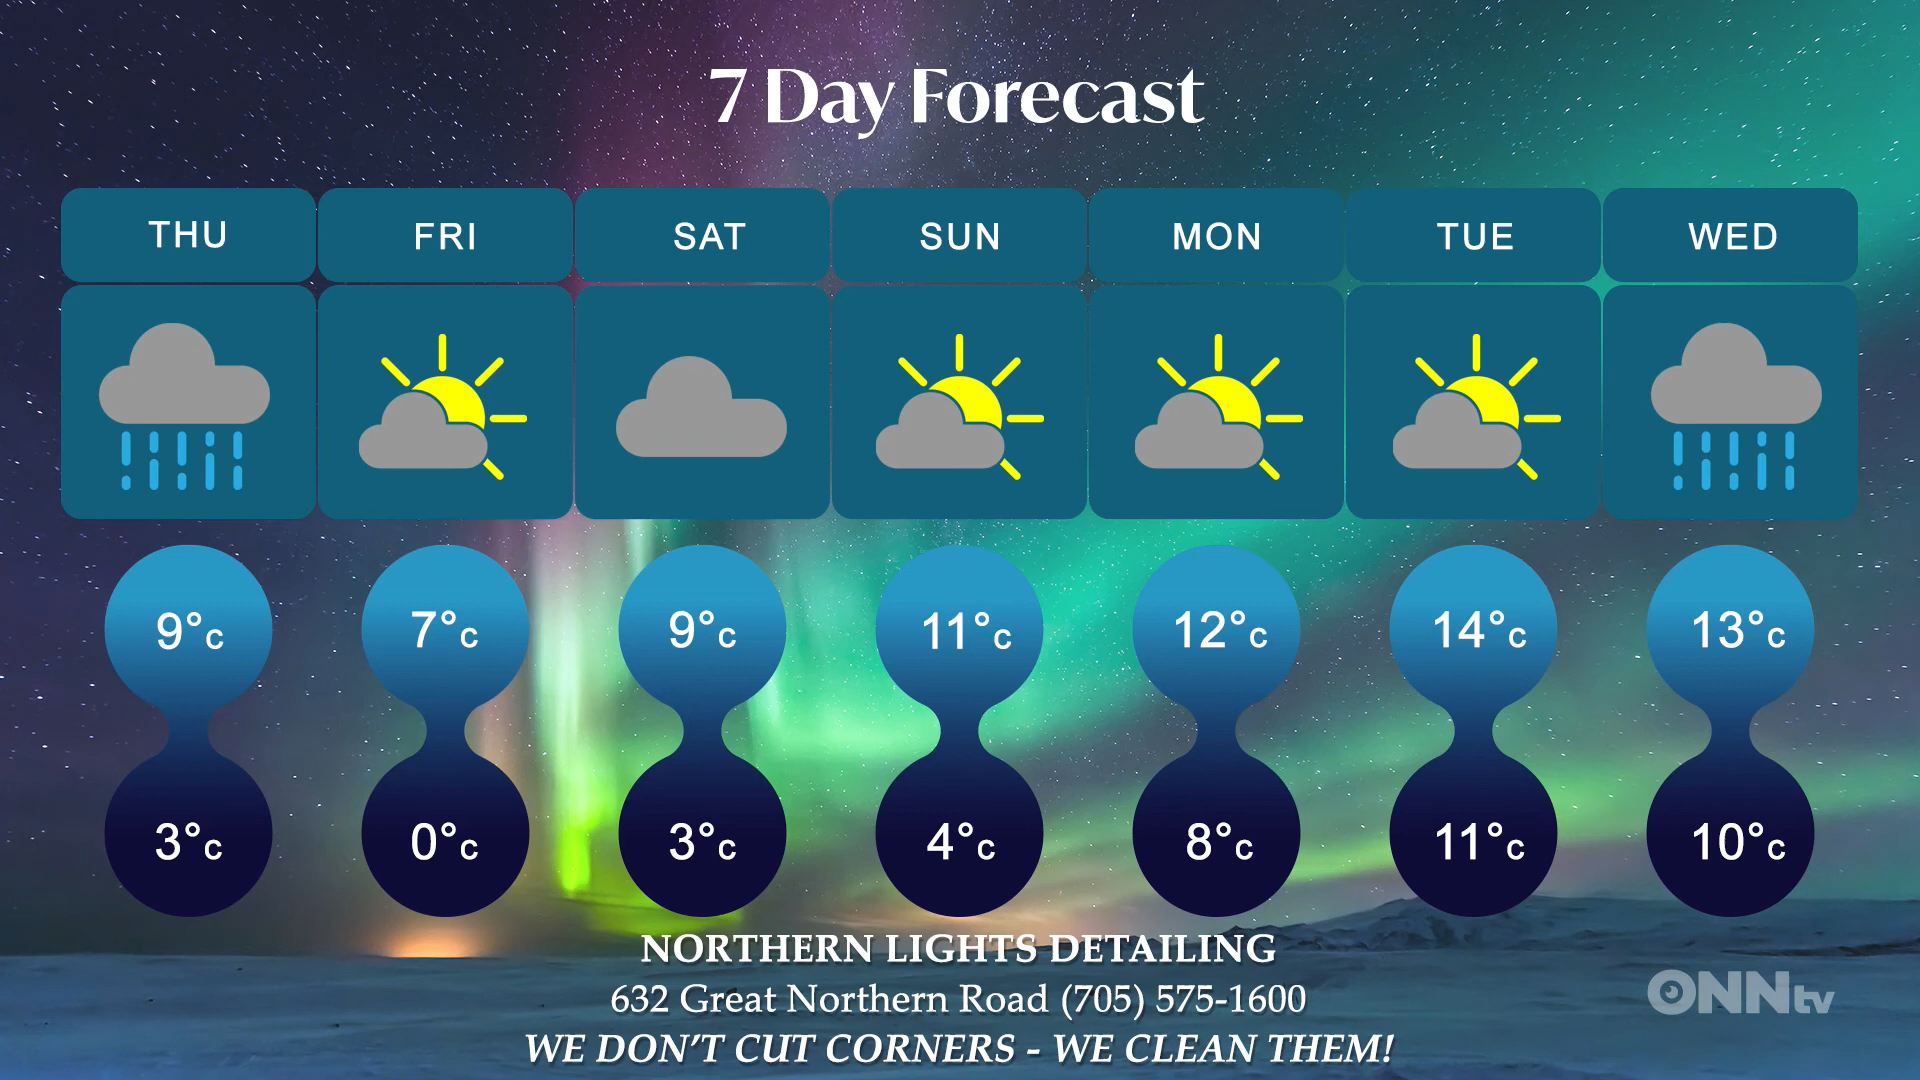 7 Day Forecast
THU FRI SAT SUN MON TUE WED
9°c 7°c 9°c 11°c 12°c 14°c 13°c
3°c 0°c 3°c 4°c 8°c 11°c 10°c
NORTHERN LIGHTS DETAILING
632 Great Northern Road (705) 575-1600
WE DON'T CUT CORNERS - WE CLEAN THEM!
ONNtv